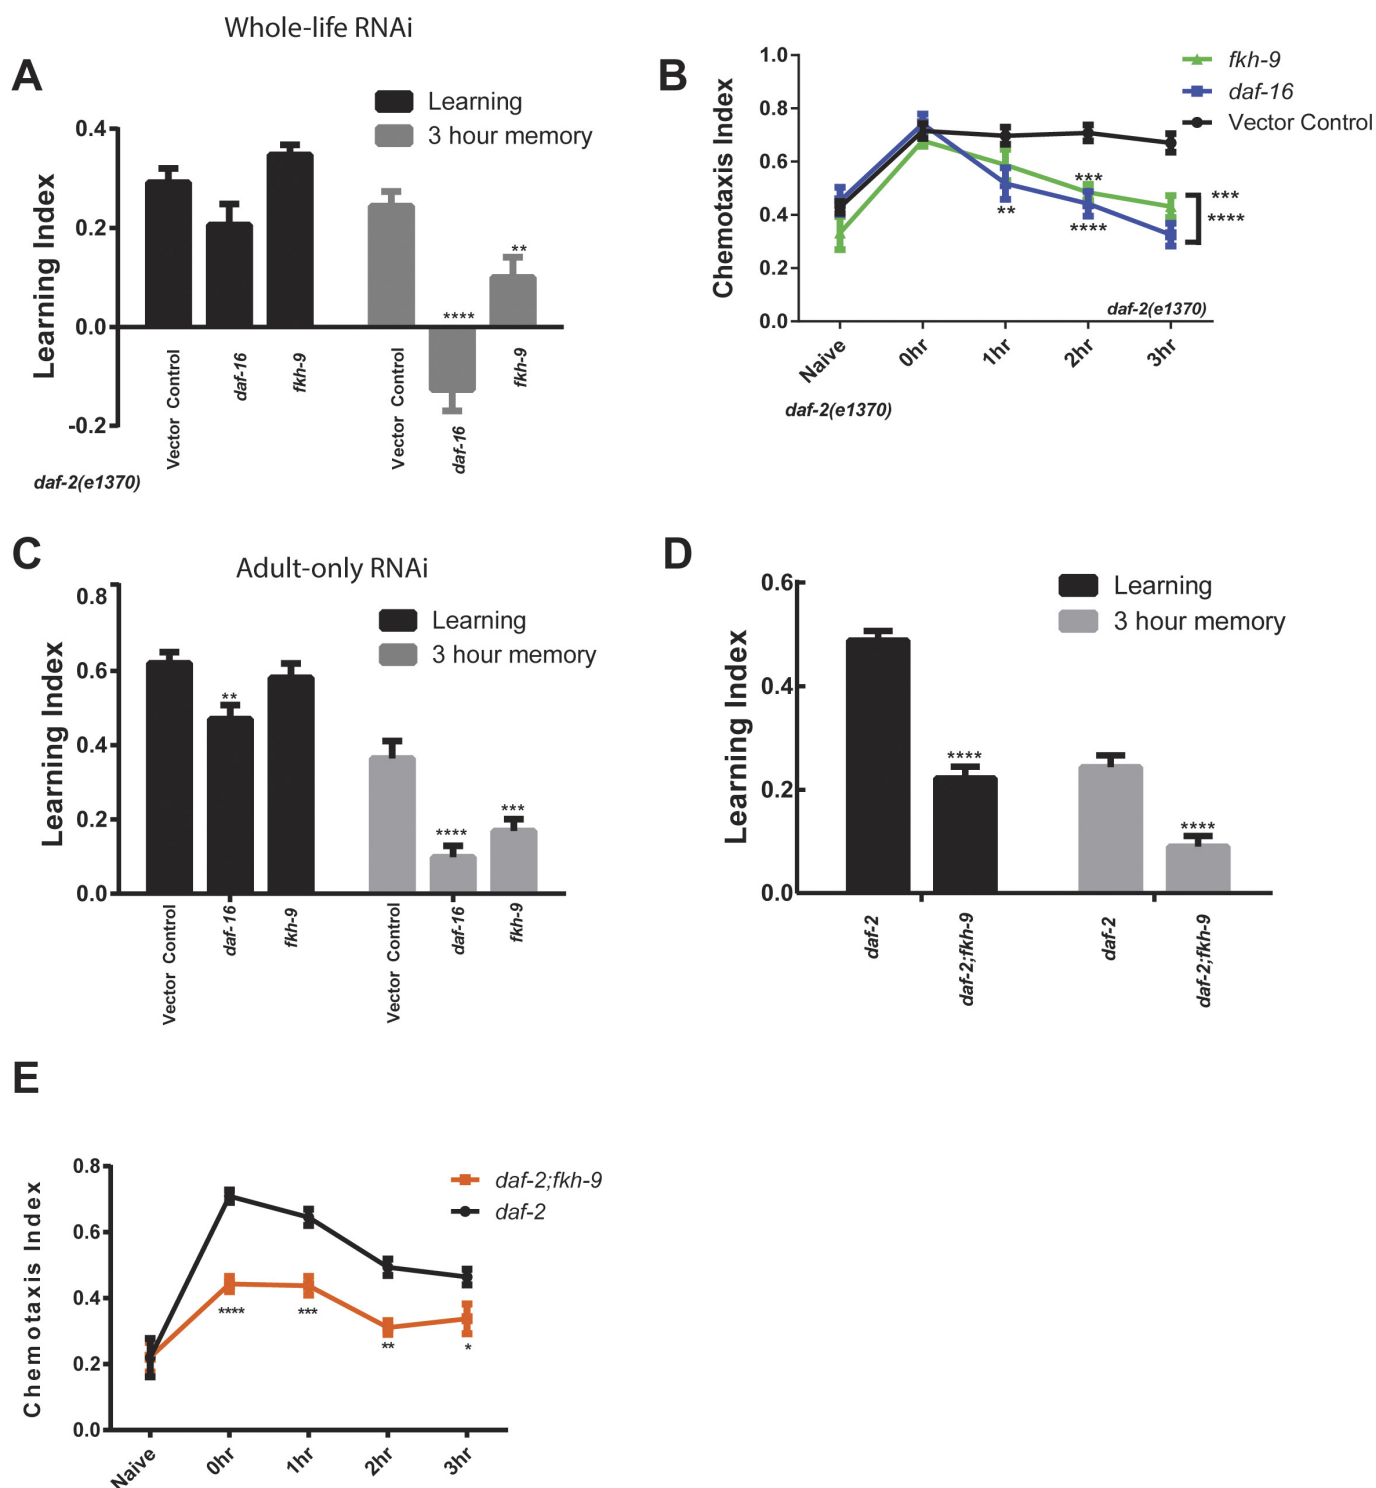 Whole-life RNAi
A
Learning
3 hour memory
Learning Index
0.4
0.2
0.0
-0.2
Vector Control
daf-16
fkh-9
Vector Control
daf-16
fkh-9
****
**
daf-2(e1370)
B
fkh-9
daf-16
Vector Control
Chemotaxis Index
1.0
0.8
0.6
0.4
0.2
0.0
**
***
****
***
****
daf-2(e1370)
Naive
0hr
1hr
2hr
3hr
daf-2(e1370)
C
Adult-only RNAi
Learning
3 hour memory
Learning Index
0.8
0.6
0.4
0.2
0.0
**
****
***
Vector Control
daf-16
fkh-9
Vector Control
daf-16
fkh-9
D
Learning
3 hour memory
Learning Index
0.6
0.4
0.2
0.0
****
****
daf-2
daf-2;fkh-9
daf-2
daf-2;fkh-9
E
daf-2;fkh-9
daf-2
Chemotaxis Index
0.8
0.6
0.4
0.2
0.0
****
***
**
*
Naive
0hr
1hr
2hr
3hr